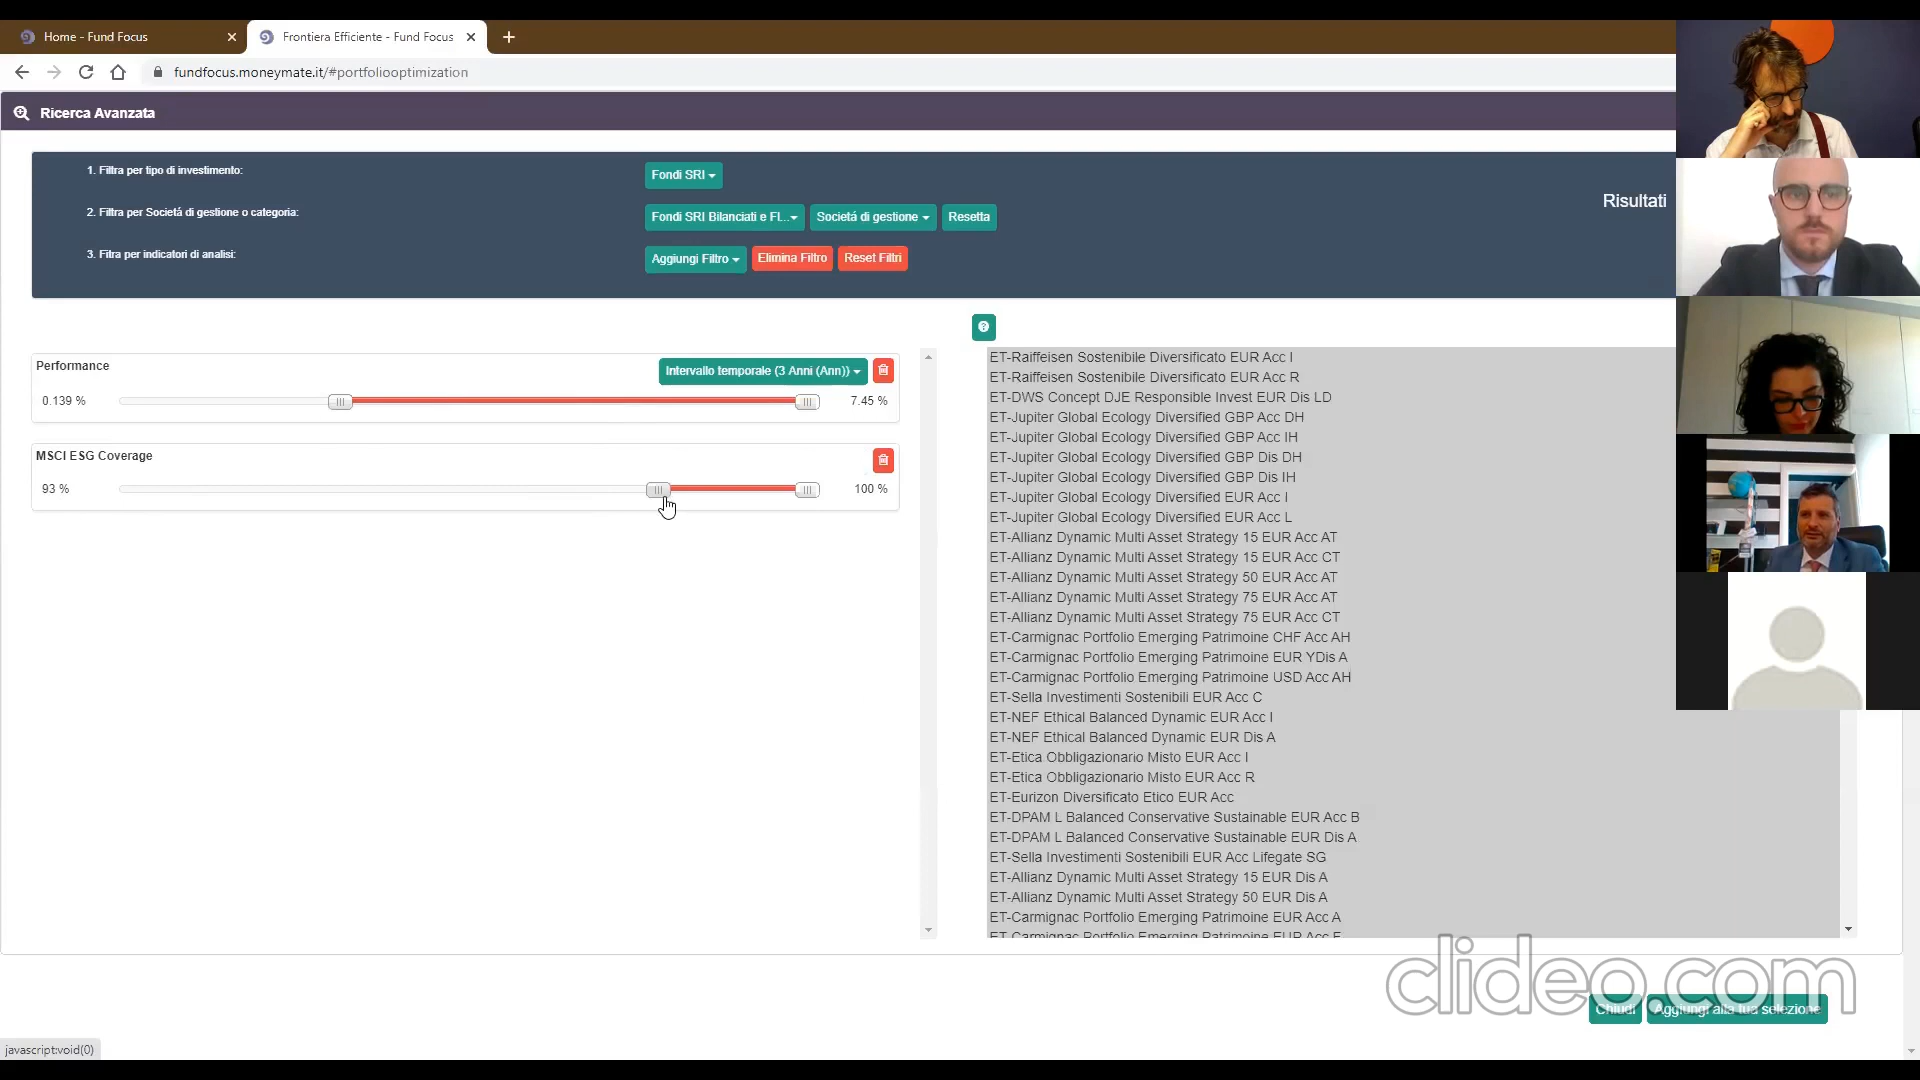 Home - Fund Focus
Frontiera Efficiente - Fund Focus
fundfocus.moneymate.it/#portfoliooptimization
Ricerca Avanzata
1. Filtra per tipo di investimento:
Fondi SRI
2. Filtra per Societá di gestione o categoria:
Fondi SRI Bilanciati e Fl...
Societá di gestione
Resetta
3. Fitra per indicatori di analisi:
Aggiungi Filtro
Elimina Filtro
Reset Filtri
Risultati
Performance
Intervallo temporale (3 Anni (Ann))
0.139 %
7.45 %
MSCI ESG Coverage
93 %
100 %
ET-Raiffeisen Sostenibile Diversificato EUR Acc I
ET-Raiffeisen Sostenibile Diversificato EUR Acc R
ET-DWS Concept DJE Responsible Invest EUR Dis LD
ET-Jupiter Global Ecology Diversified GBP Acc DH
ET-Jupiter Global Ecology Diversified GBP Acc IH
ET-Jupiter Global Ecology Diversified GBP Dis DH
ET-Jupiter Global Ecology Diversified GBP Dis IH
ET-Jupiter Global Ecology Diversified EUR Acc I
ET-Jupiter Global Ecology Diversified EUR Acc L
ET-Allianz Dynamic Multi Asset Strategy 15 EUR Acc AT
ET-Allianz Dynamic Multi Asset Strategy 15 EUR Acc CT
ET-Allianz Dynamic Multi Asset Strategy 50 EUR Acc AT
ET-Allianz Dynamic Multi Asset Strategy 75 EUR Acc AT
ET-Allianz Dynamic Multi Asset Strategy 75 EUR Acc CT
ET-Carmignac Portfolio Emerging Patrimoine CHF Acc AH
ET-Carmignac Portfolio Emerging Patrimoine EUR YDis A
ET-Carmignac Portfolio Emerging Patrimoine USD Acc AH
ET-Sella Investimenti Sostenibili EUR Acc C
ET-NEF Ethical Balanced Dynamic EUR Acc I
ET-NEF Ethical Balanced Dynamic EUR Dis A
ET-Etica Obbligazionario Misto EUR Acc I
ET-Etica Obbligazionario Misto EUR Acc R
ET-Eurizon Diversificato Etico EUR Acc
ET-DPAM L Balanced Conservative Sustainable EUR Acc B
ET-DPAM L Balanced Conservative Sustainable EUR Dis A
ET-Sella Investimenti Sostenibili EUR Acc Lifegate SG
ET-Allianz Dynamic Multi Asset Strategy 15 EUR Dis A
ET-Allianz Dynamic Multi Asset Strategy 50 EUR Dis A
ET-Carmignac Portfolio Emerging Patrimoine EUR Acc A
ET-Carmignac Portfolio Emerging Patrimoine EUR Acc
clideo.com
Chiudi
Aggiungi alla tua selezione
javascript:void(0)